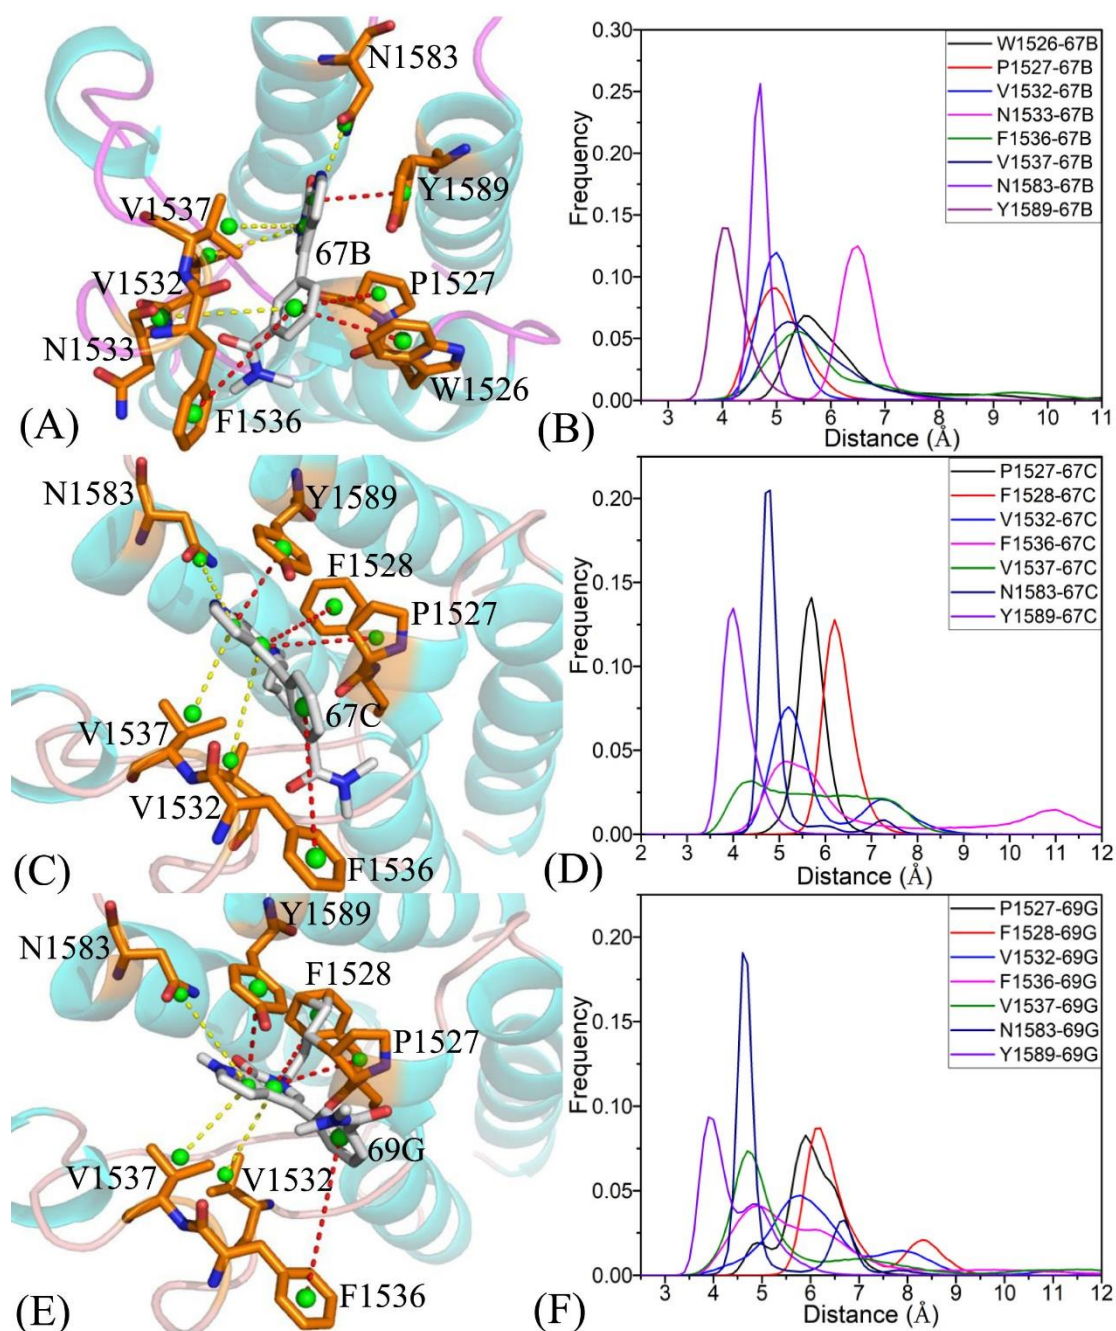 N1583
Y1589
V1537
67B
V1532
P1527
N1533
W1526
F1536
(A)
0.30
0.25
0.20
0.15
0.10
0.05
0.00
Frequency
W1526-67B
P1527-67B
V1532-67B
N1533-67B
F1536-67B
V1537-67B
N1583-67B
Y1589-67B
3 4 5 6 7 8 9 10 11
Distance (Å)
(B)
N1583
Y1589
F1528
P1527
V1537
67C
V1532
F1536
(C)
0.20
0.15
0.10
0.05
0.00
Frequency
P1527-67C
F1528-67C
V1532-67C
F1536-67C
V1537-67C
N1583-67C
Y1589-67C
2 3 4 5 6 7 8 9 10 11 12
Distance (Å)
(D)
Y1589
N1583
F1528
P1527
69G
V1537
V1532
F1536
(E)
0.20
0.15
0.10
0.05
0.00
Frequency
P1527-69G
F1528-69G
V1532-69G
F1536-69G
V1537-69G
N1583-69G
Y1589-69G
3 4 5 6 7 8 9 10 11 12
Distance (Å)
(F)